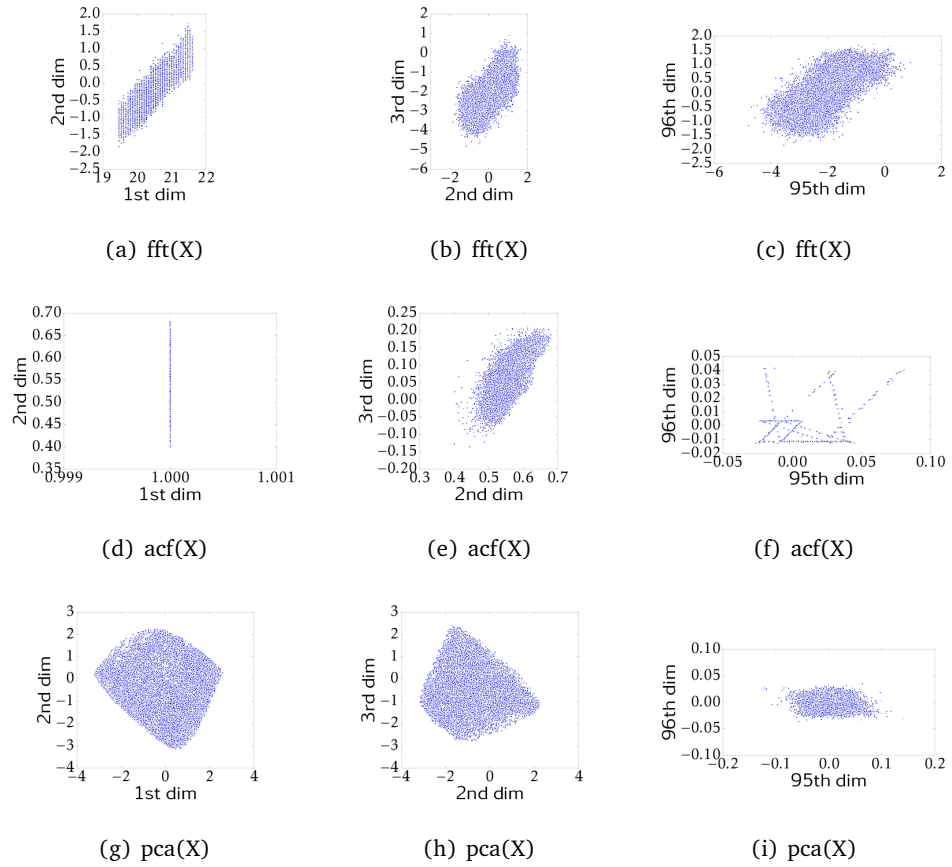 2.0
1.5
1.0
0.5
0.0
−0.5
−1.0
−1.5
−2.0
−2.5
2nd dim
19 20 21 22
1st dim
(a) fft(X)
2
1
0
−1
−2
−3
−4
−5
−6
3rd dim
−2 0 2
2nd dim
(b) fft(X)
2.0
1.5
1.0
0.5
0.0
−0.5
−1.0
−1.5
−2.0
−2.5
96th dim
−6 −4 −2 0 2
95th dim
(c) fft(X)
0.70
0.65
0.60
0.55
0.50
0.45
0.40
0.35
2nd dim
0.999 1.000 1.001
1st dim
(d) acf(X)
0.25
0.20
0.15
0.10
0.05
0.00
−0.05
−0.10
−0.15
−0.20
3rd dim
0.3 0.4 0.5 0.6 0.7
2nd dim
(e) acf(X)
0.05
0.04
0.03
0.02
0.01
0.00
−0.01
−0.02
96th dim
−0.05 0.00 0.05 0.10
95th dim
(f) acf(X)
3
2
1
0
−1
−2
−3
−4
2nd dim
−4 −2 0 2 4
1st dim
(g) pca(X)
3
2
1
0
−1
−2
−3
−4
3rd dim
−4 −2 0 2 4
2nd dim
(h) pca(X)
0.10
0.05
0.00
−0.05
−0.10
96th dim
−0.2 −0.1 0.0 0.1 0.2
95th dim
(i) pca(X)